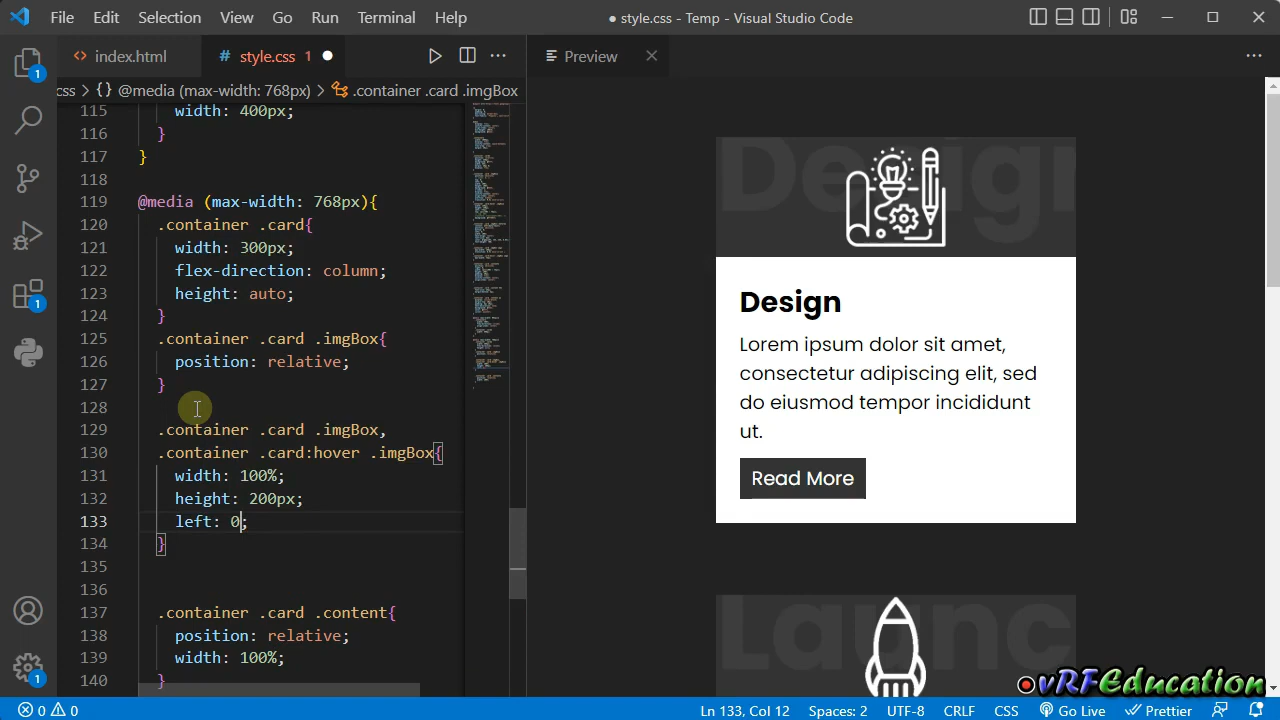 File Edit Selection View Go Run Terminal Help
● style.css - Temp - Visual Studio Code
index.html
# style.css 1
Preview
css > {} @media (max-width: 768px) > .container .card .imgBox
115 width: 400px;
116 }
117 }
118
119 @media (max-width: 768px){
120 .container .card{
121 width: 300px;
122 flex-direction: column;
123 height: auto;
124 }
125 .container .card .imgBox{
126 position: relative;
127 }
128
129 .container .card .imgBox,
130 .container .card:hover .imgBox{
131 width: 100%;
132 height: 200px;
133 left: 0;
134 }
135
136
137 .container .card .content{
138 position: relative;
139 width: 100%;
140 }
1
1
1
Design
Design
Lorem ipsum dolor sit amet,
consectetur adipiscing elit, sed
do eiusmod tempor incididunt
ut.
Read More
Launc
vRFEducation
0 0
Ln 133, Col 12 Spaces: 2 UTF-8 CRLF CSS Go Live Prettier